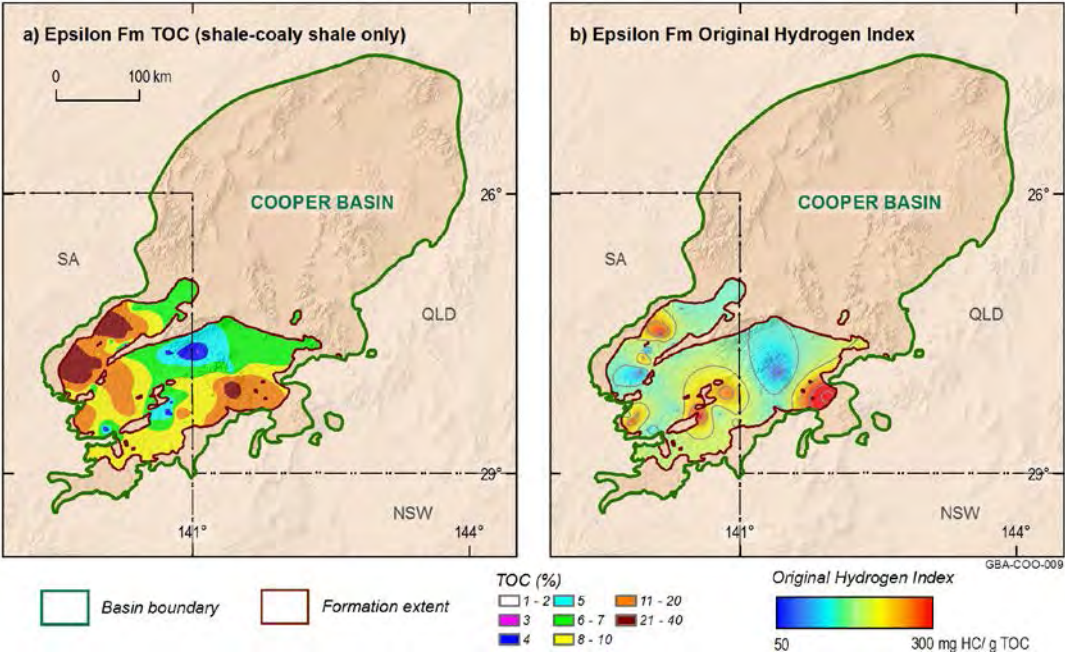 a) Epsilon Fm TOC (shale-coaly shale only)
0 100 km
COOPER BASIN
26°
SA
QLD
29°
NSW
141° 144°
b) Epsilon Fm Original Hydrogen Index
COOPER BASIN
26°
SA
QLD
29°
NSW
141° 144°
GBA-COO-009
Basin boundary
Formation extent
TOC (%)
1 - 2 5 11 - 20
3 6 - 7 21 - 40
4 8 - 10
Original Hydrogen Index
50 300 mg HC/ g TOC